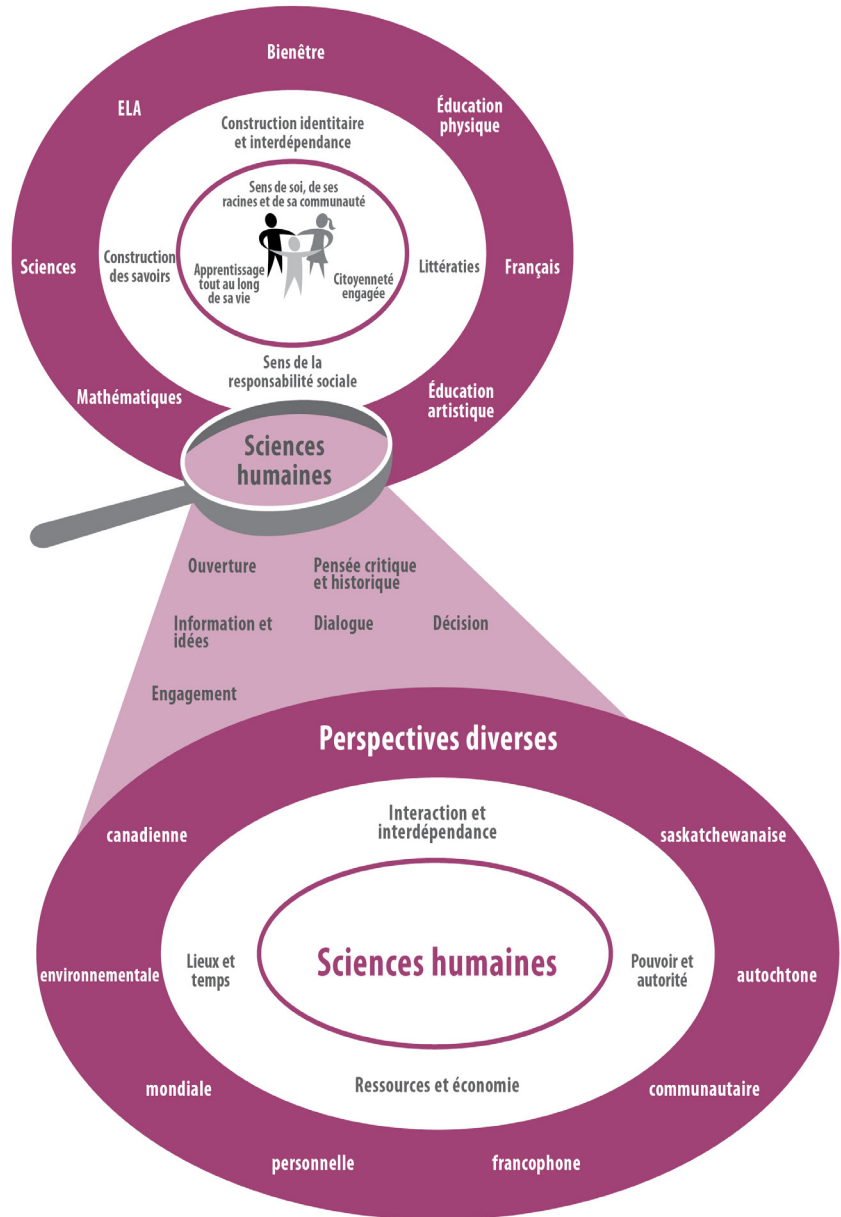 Bienêtre
ELA
Éducation
physique
Construction identitaire
et interdépendance
Sens de soi, de ses
racines et de sa communauté
Sciences
Construction
des savoirs
Apprentissage
tout au long
de sa vie
Citoyenneté
engagée
Littératies
Français
Sens de la
responsabilité sociale
Mathématiques
Éducation
artistique
Sciences
humaines
Ouverture
Pensée critique
et historique
Information et
idées
Dialogue
Décision
Engagement
Perspectives diverses
Interaction et
interdépendance
canadienne
saskatchewanaise
Lieux et
temps
Sciences humaines
Pouvoir et
autorité
environnementale
autochtone
Ressources et économie
mondiale
communautaire
personnelle
francophone